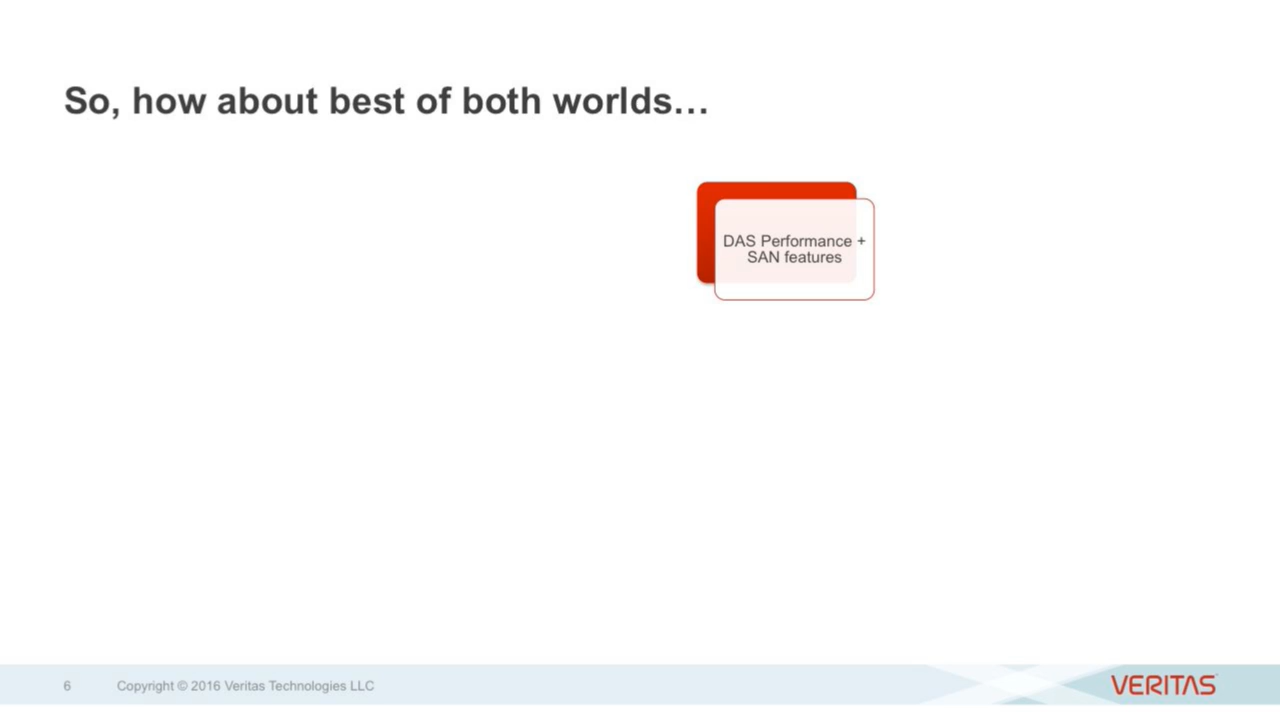 So, how about best of both worlds…
DAS Performance +
SAN features
6 Copyright © 2016 Veritas Technologies LLC
VERITAS